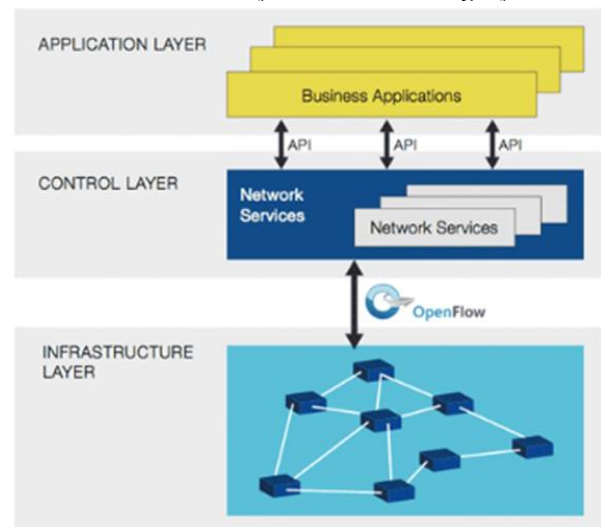 APPLICATION LAYER
Business Applications
API
API
API
CONTROL LAYER
Network
Services
Network Services
OpenFlow
INFRASTRUCTURE
LAYER